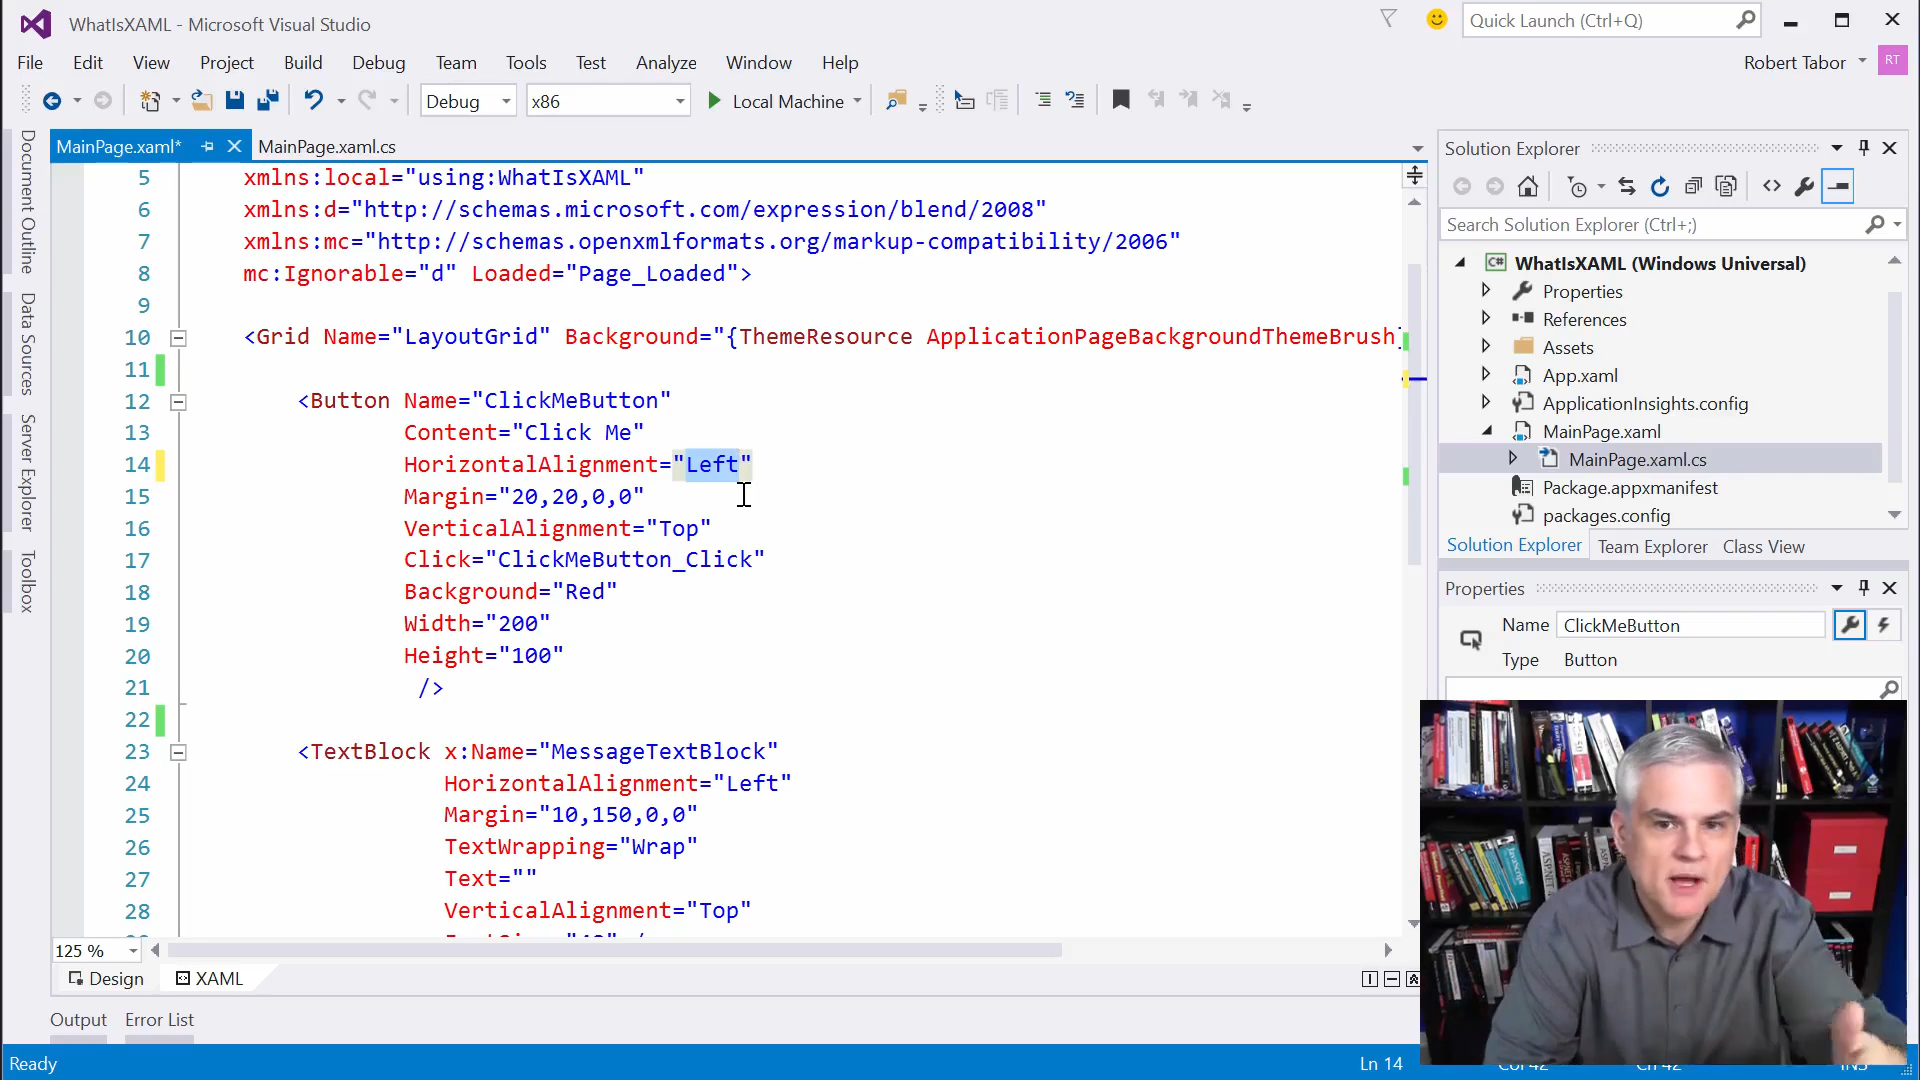 WhatIsXAML - Microsoft Visual Studio
Quick Launch (Ctrl+Q)
File Edit View Project Build Debug Team Tools Test Analyze Window Help
Robert Tabor RT
Debug x86 Local Machine
MainPage.xaml* MainPage.xaml.cs
Document Outline
Data Sources
Server Explorer
Toolbox
5 xmlns:local="using:WhatIsXAML"
6 xmlns:d="http://schemas.microsoft.com/expression/blend/2008"
7 xmlns:mc="http://schemas.openxmlformats.org/markup-compatibility/2006"
8 mc:Ignorable="d" Loaded="Page_Loaded">
9
10 <Grid Name="LayoutGrid" Background="{ThemeResource ApplicationPageBackgroundThemeBrush}
11
12 <Button Name="ClickMeButton"
13 Content="Click Me"
14 HorizontalAlignment="Left"
15 Margin="20,20,0,0"
16 VerticalAlignment="Top"
17 Click="ClickMeButton_Click"
18 Background="Red"
19 Width="200"
20 Height="100"
21 />
22
23 <TextBlock x:Name="MessageTextBlock"
24 HorizontalAlignment="Left"
25 Margin="10,150,0,0"
26 TextWrapping="Wrap"
27 Text=""
28 VerticalAlignment="Top"
125 %
Design XAML
Output Error List
Ready Ln 14
Solution Explorer
Search Solution Explorer (Ctrl+;)
C# WhatIsXAML (Windows Universal)
Properties
References
Assets
App.xaml
ApplicationInsights.config
MainPage.xaml
MainPage.xaml.cs
Package.appxmanifest
packages.config
Solution Explorer Team Explorer Class View
Properties
Name ClickMeButton
Type Button